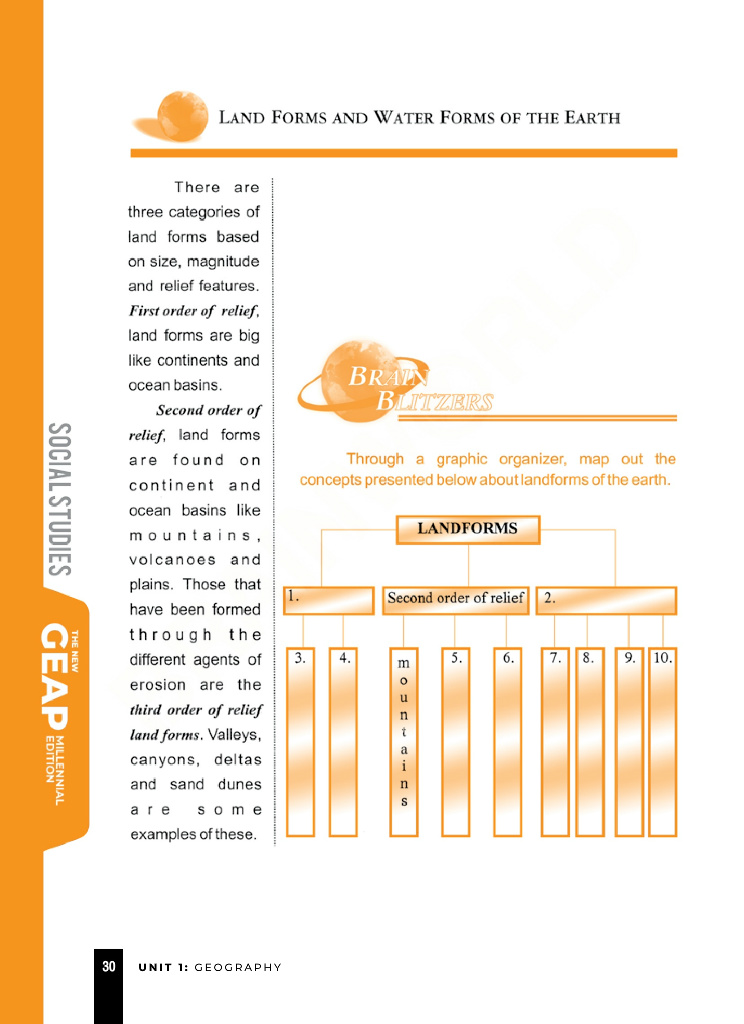 LAND FORMS AND WATER FORMS OF THE EARTH
There are
three categories of
land forms based
on size, magnitude
and relief features.
First order of relief,
land forms are big
like continents and
ocean basins.
Second order of
relief, land forms
are found on
continent and
ocean basins like
mountains,
volcanoes and
plains. Those that
have been formed
through the
different agents of
erosion are the
third order of relief
land forms. Valleys,
canyons, deltas
and sand dunes
are some
examples of these.
BRAIN
BLITZERS
Through a graphic organizer, map out the
concepts presented below about landforms of the earth.
LANDFORMS
1.
Second order of relief
2.
3.
4.
mountains
5.
6.
7.
8.
9.
10.
SOCIAL STUDIES
THE NEW
GEAP
MILLENNIAL
EDITION
30 UNIT 1: GEOGRAPHY